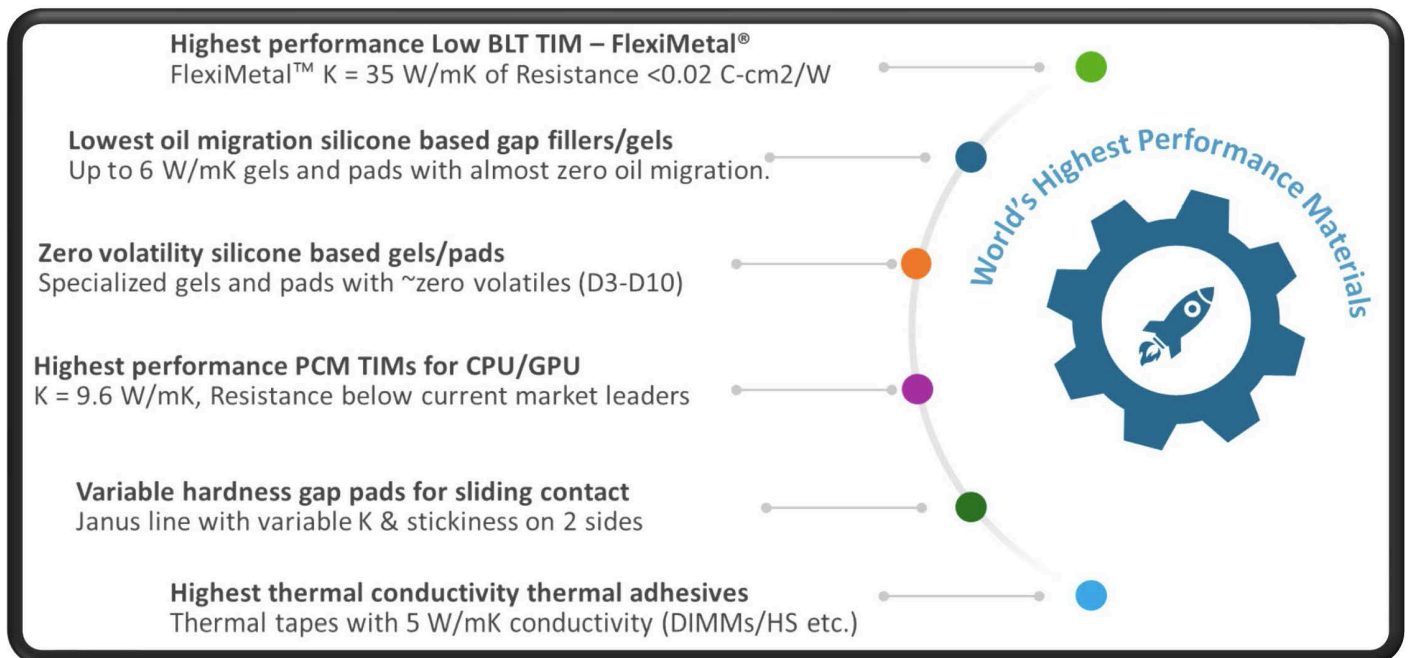 Highest performance Low BLT TIM – FlexiMetal®
FlexiMetal™ K = 35 W/mK of Resistance <0.02 C-cm2/W
Lowest oil migration silicone based gap fillers/gels
Up to 6 W/mK gels and pads with almost zero oil migration.
Zero volatility silicone based gels/pads
Specialized gels and pads with ~zero volatiles (D3-D10)
Highest performance PCM TIMs for CPU/GPU
K = 9.6 W/mK, Resistance below current market leaders
Variable hardness gap pads for sliding contact
Janus line with variable K & stickiness on 2 sides
Highest thermal conductivity thermal adhesives
Thermal tapes with 5 W/mK conductivity (DIMMs/HS etc.)
World's Highest Performance Materials